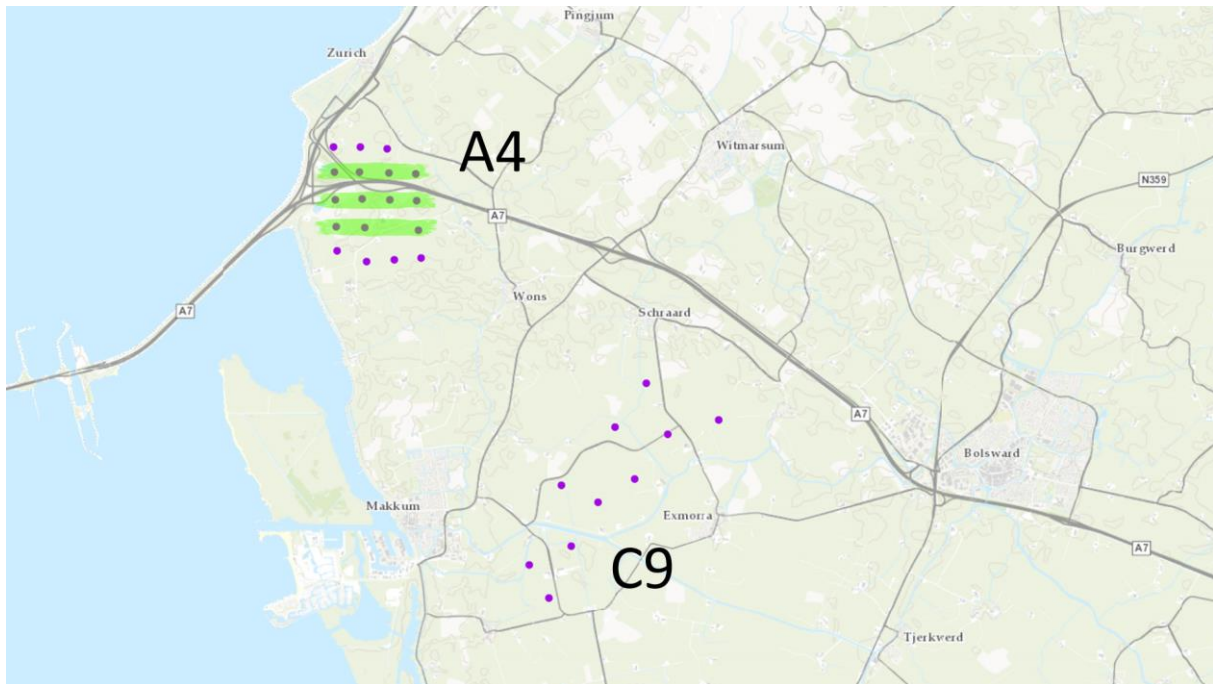 Pingjum
Zurich
A4
Witmarsum
N359
A7
Burgwerd
Wons
A7
Schraard
A7
Bolsward
Makkum
Exmorra
A7
C9
Tjerkwerd